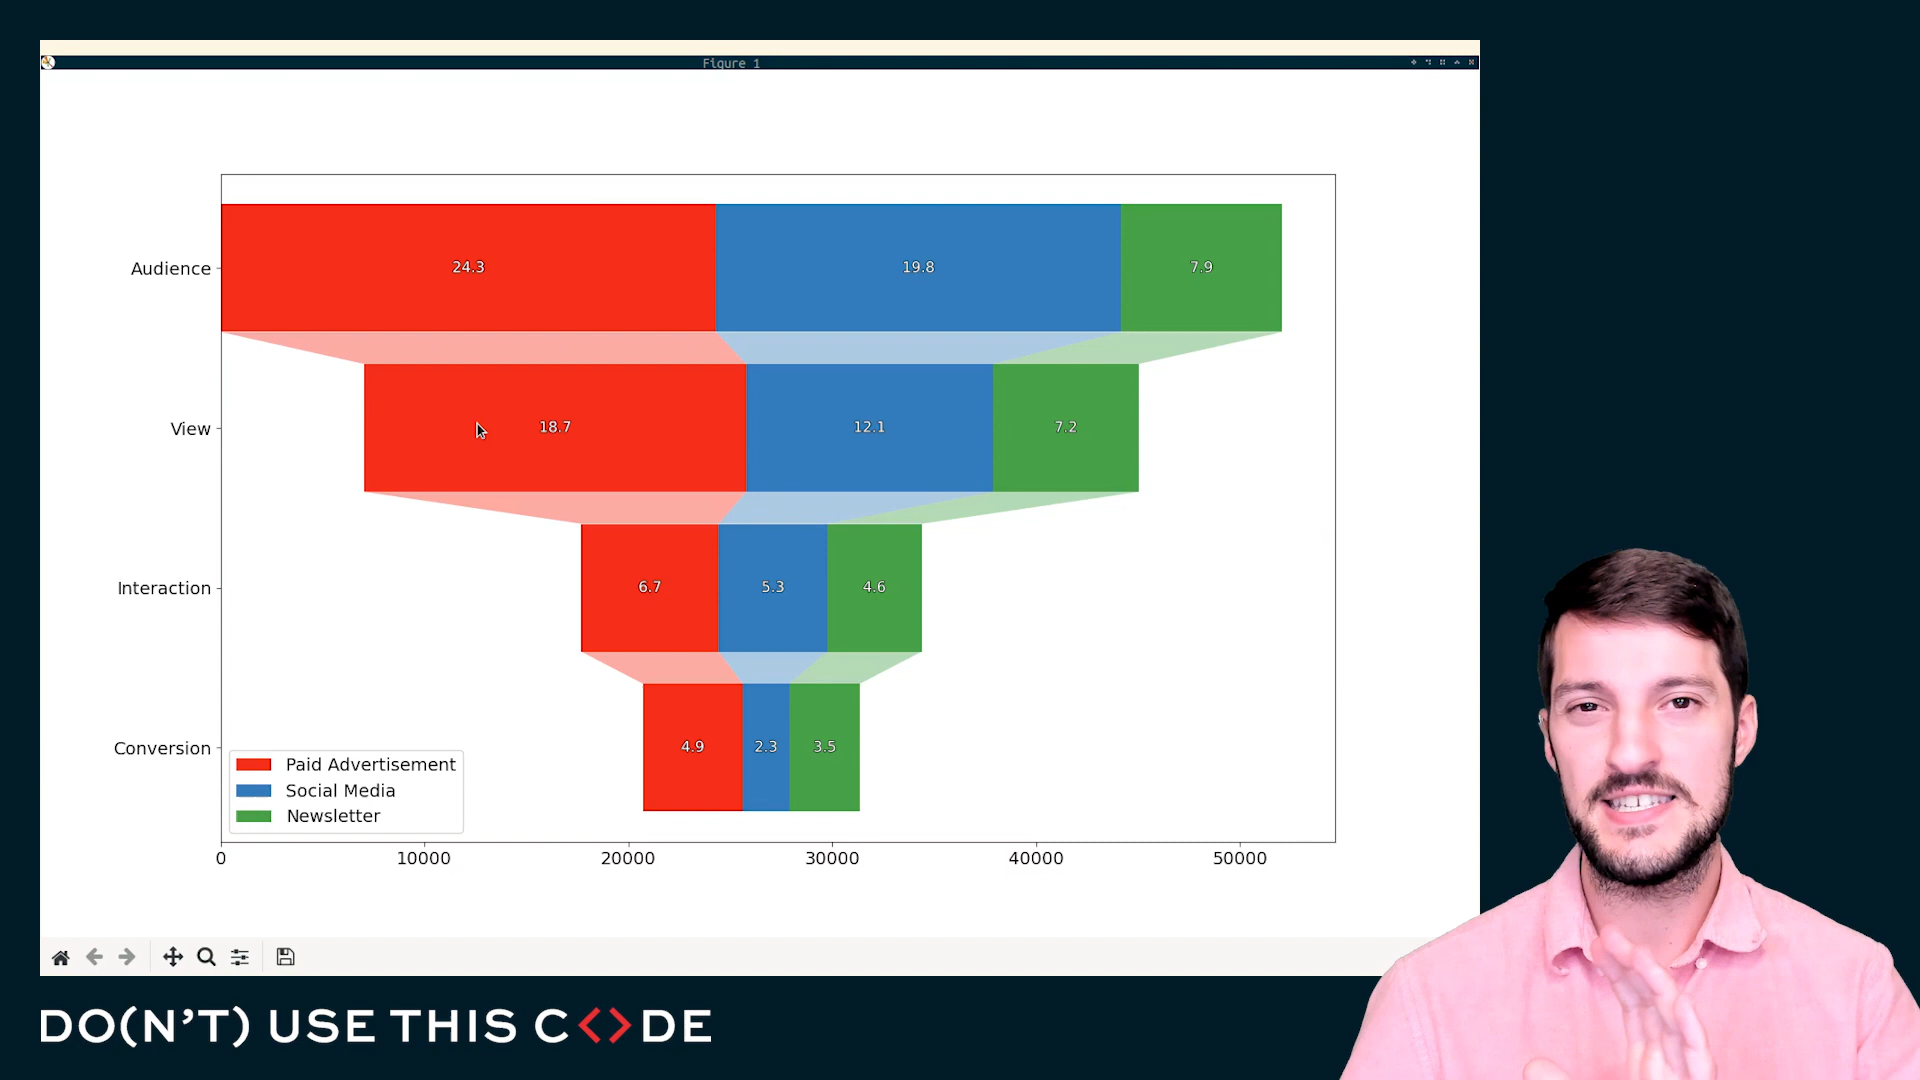 Figure 1
Audience
24.3
19.8
7.9
View
18.7
12.1
7.2
Interaction
6.7
5.3
4.6
Conversion
4.9
2.3
3.5
Paid Advertisement
Social Media
Newsletter
0
10000
20000
30000
40000
50000
DO(N'T) USE THIS C<>DE